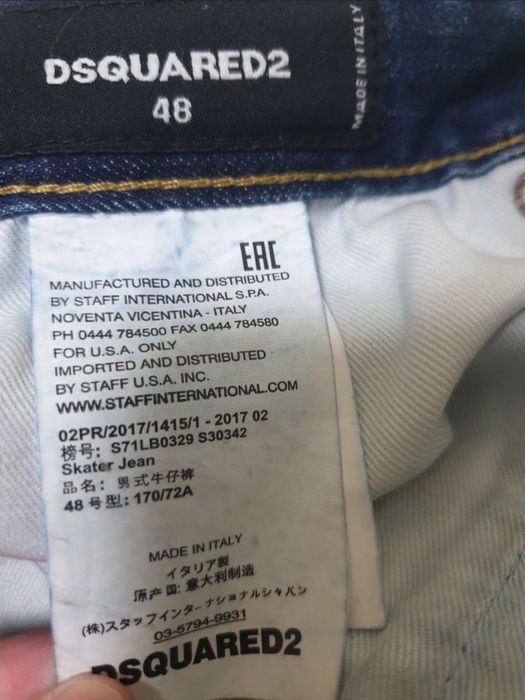 DSQUARED2
48
MADE IN ITALY
EAC
MANUFACTURED AND DISTRIBUTED
BY STAFF INTERNATIONAL S.P.A.
NOVENTA VICENTINA - ITALY
PH 0444 784500 FAX 0444 784580
FOR U.S.A. ONLY
IMPORTED AND DISTRIBUTED
BY STAFF U.S.A. INC.
WWW.STAFFINTERNATIONAL.COM
02PR/2017/1415/1 - 2017 02
榜号: S71LB0329 S30342
Skater Jean
品名: 男式牛仔裤
48 号型: 170/72A
MADE IN ITALY
イタリア製
原产国: 意大利制造
(株)スタッフインターナショナルジャパン
03-5794-9931
DSQUARED2